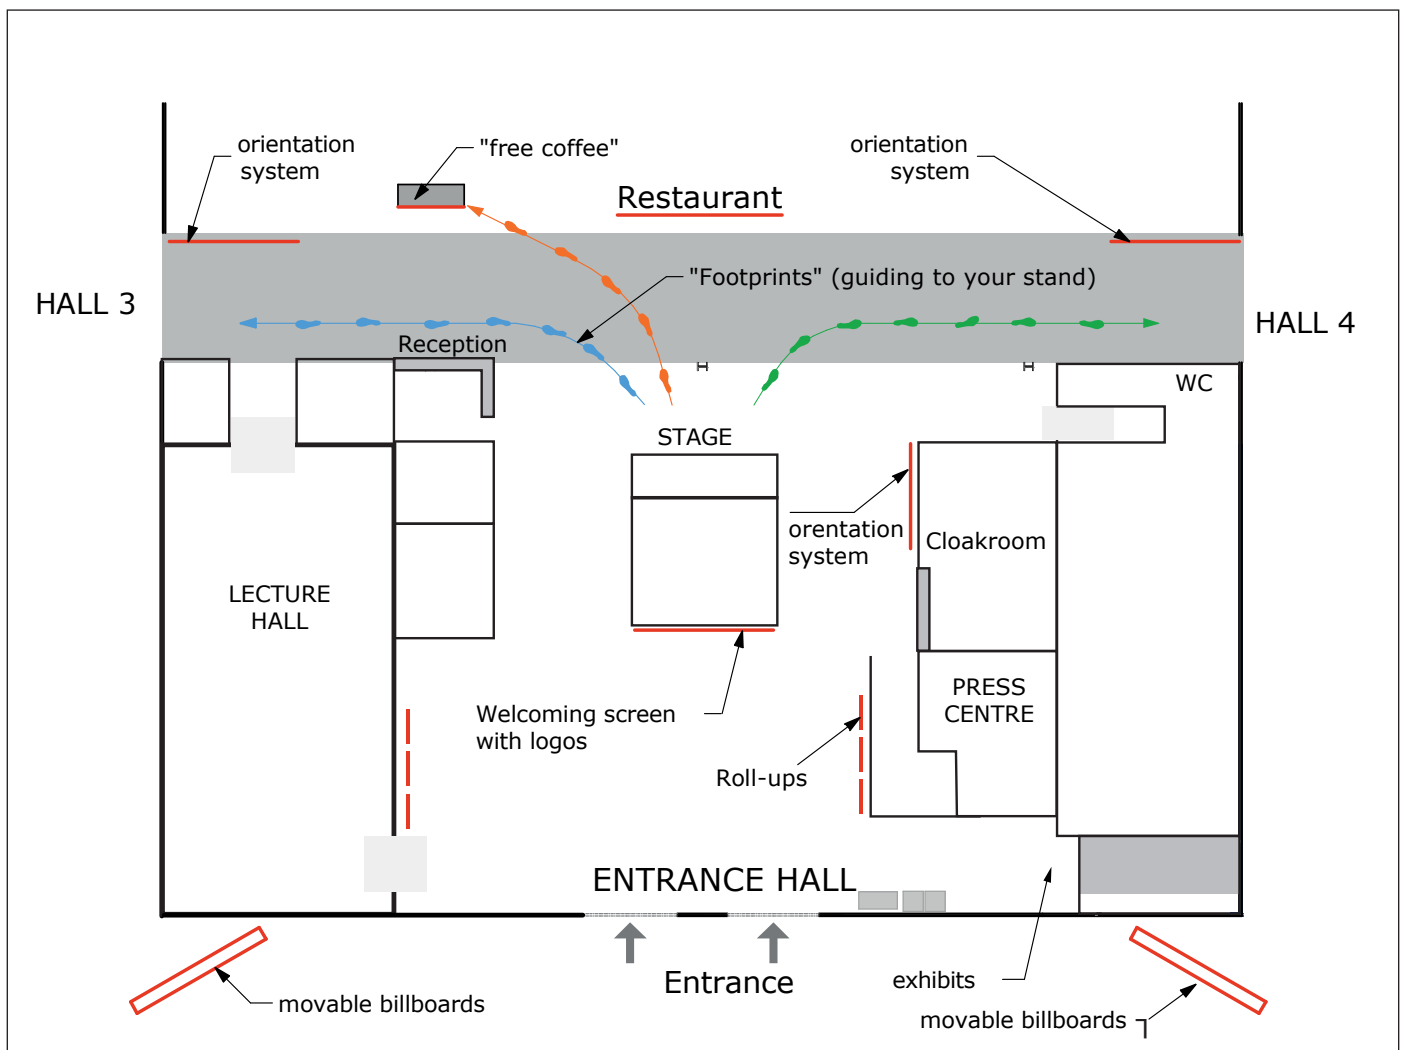 orientation
system
"free coffee"
orientation
system
Restaurant
"Footprints" (guiding to your stand)
HALL 3
HALL 4
Reception
WC
STAGE
orentation
system
Cloakroom
LECTURE
HALL
PRESS
CENTRE
Welcoming screen
with logos
Roll-ups
ENTRANCE HALL
Entrance
exhibits
movable billboards
movable billboards